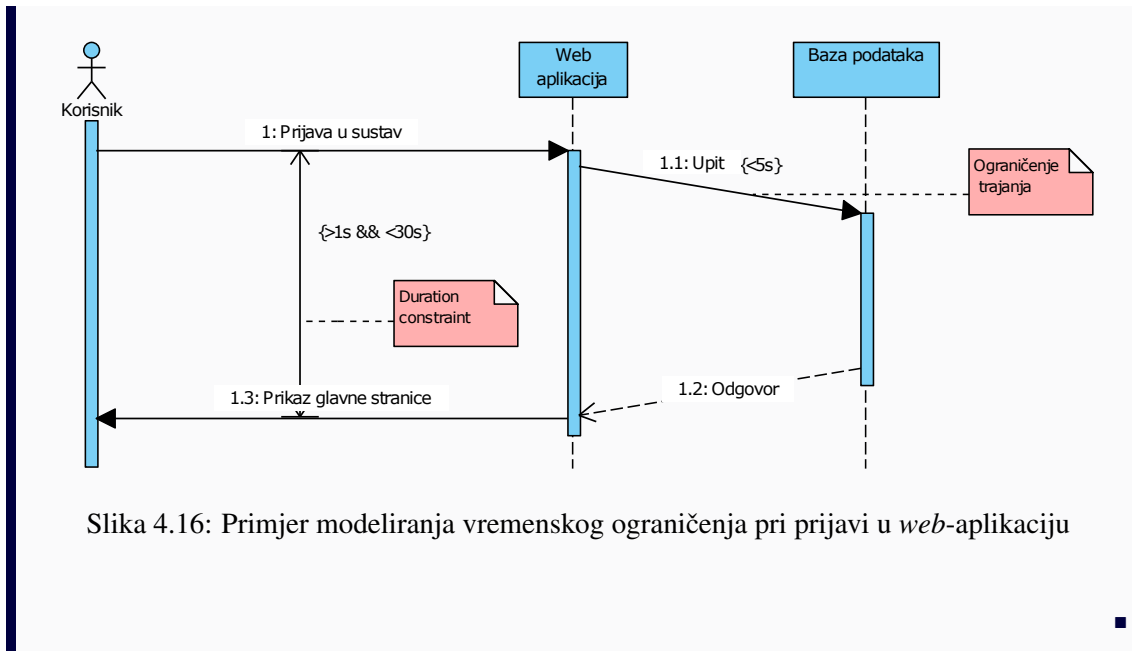 Web
aplikacija
Baza podataka
Korisnik
1: Prijava u sustav
1.1: Upit {<5s}
Ograničenje
trajanja
{>1s && <30s}
Duration
constraint
1.2: Odgovor
1.3: Prikaz glavne stranice
Slika 4.16: Primjer modeliranja vremenskog ograničenja pri prijavi u web-aplikaciju